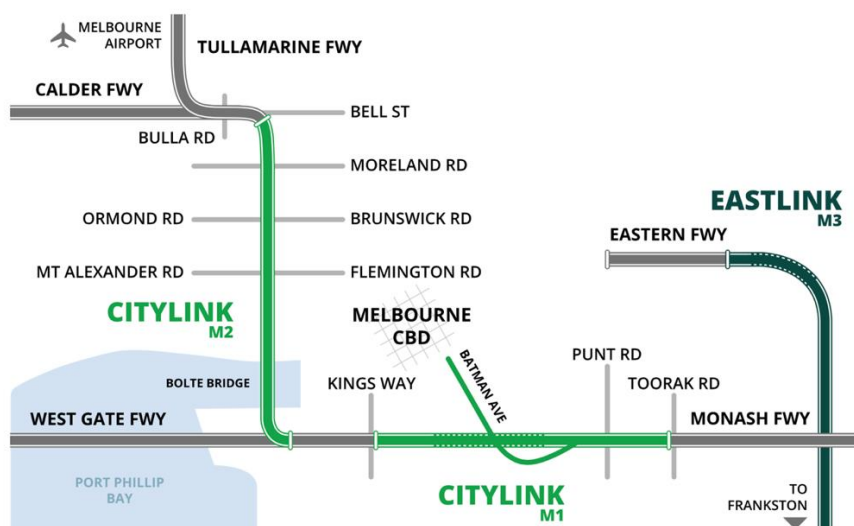 MELBOURNE
AIRPORT
TULLAMARINE FWY
CALDER FWY
BELL ST
BULLA RD
MORELAND RD
ORMOND RD
BRUNSWICK RD
EASTLINK
M3
EASTERN FWY
MT ALEXANDER RD
FLEMINGTON RD
CITYLINK
M2
MELBOURNE
CBD
BATMAN AVE
PUNT RD
BOLTE BRIDGE
KINGS WAY
TOORAK RD
WEST GATE FWY
MONASH FWY
PORT PHILLIP
BAY
CITYLINK
M1
TO
FRANKSTON